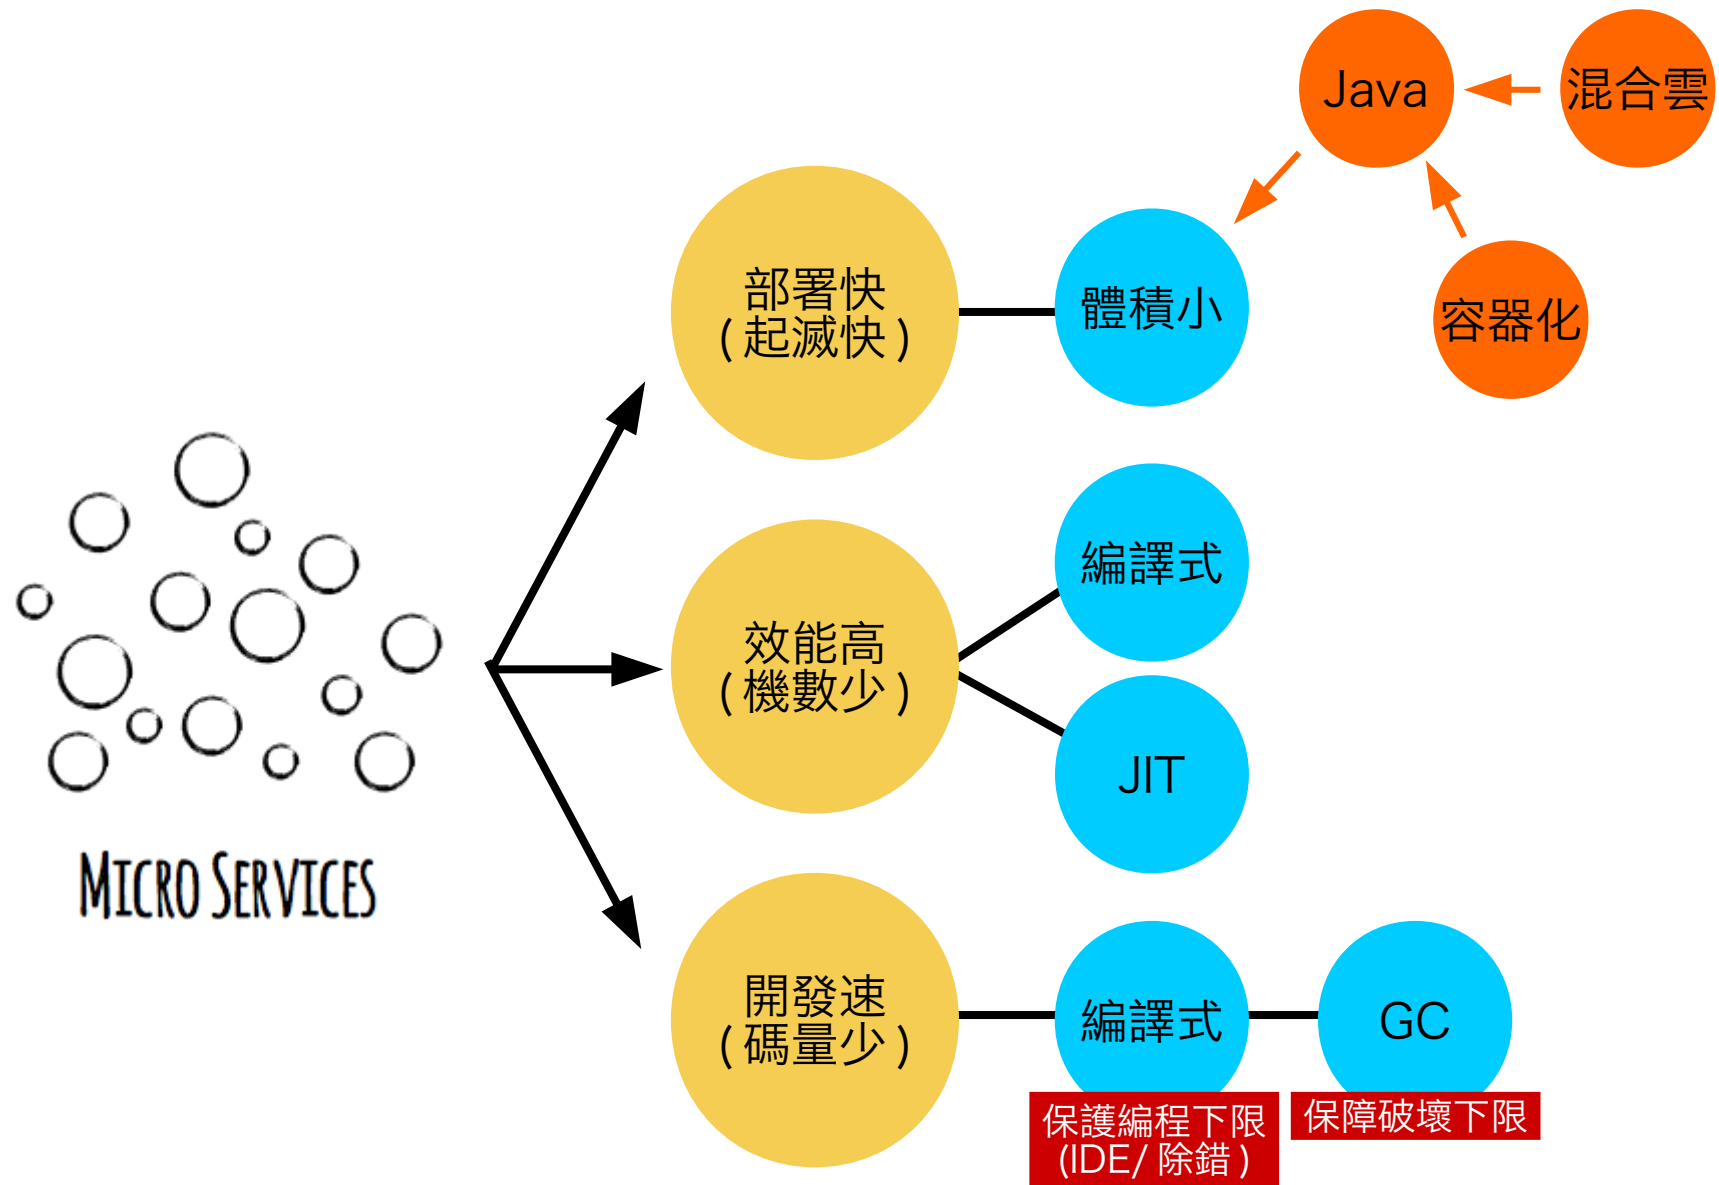 Java
混合雲
部署快
(起滅快)
體積小
容器化
編譯式
效能高
(機數少)
JIT
MICRO SERVICES
開發速
(碼量少)
編譯式
GC
保護編程下限
(IDE/除錯)
保障破壞下限